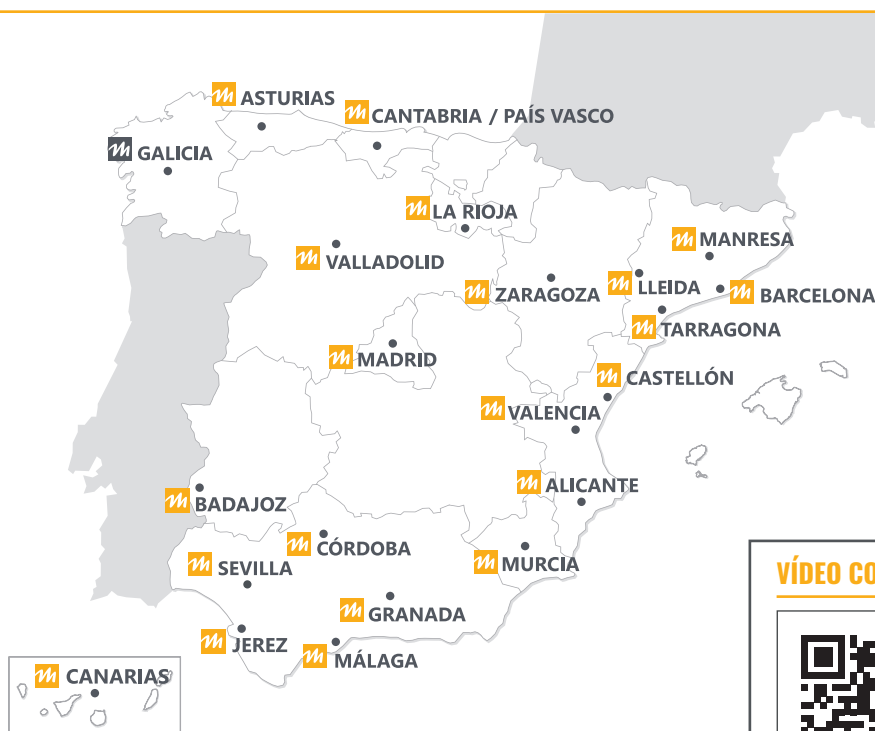 ASTURIAS
CANTABRIA / PAÍS VASCO
GALICIA
LA RIOJA
MANRESA
VALLADOLID
ZARAGOZA
LLEIDA
BARCELONA
TARRAGONA
MADRID
CASTELLÓN
VALENCIA
ALICANTE
BADAJOZ
CÓRDOBA
MURCIA
SEVILLA
GRANADA
JEREZ
MÁLAGA
CANARIAS
VÍDEO CO